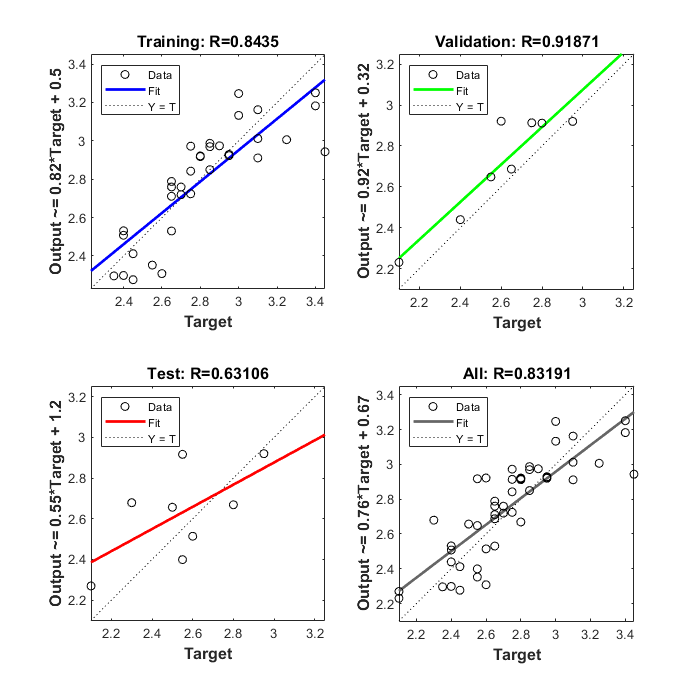 Training: R=0.8435
Output ~= 0.82*Target + 0.5
3.4
3.2
3
2.8
2.6
2.4
Data
Fit
Y = T
2.4 2.6 2.8 3 3.2 3.4
Target
Validation: R=0.91871
Output ~= 0.92*Target + 0.32
3.2
3
2.8
2.6
2.4
2.2
Data
Fit
Y = T
2.2 2.4 2.6 2.8 3 3.2
Target
Test: R=0.63106
Output ~= 0.55*Target + 1.2
3.2
3
2.8
2.6
2.4
2.2
Data
Fit
Y = T
2.2 2.4 2.6 2.8 3 3.2
Target
All: R=0.83191
Output ~= 0.76*Target + 0.67
3.4
3.2
3
2.8
2.6
2.4
2.2
Data
Fit
Y = T
2.2 2.4 2.6 2.8 3 3.2 3.4
Target